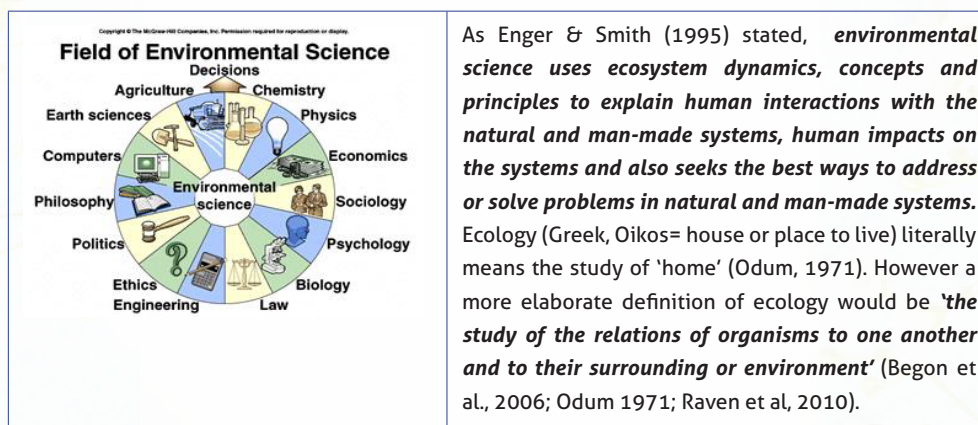 Copyright © The McGraw-Hill Companies, Inc. Permission required for reproduction or display.
Field of Environmental Science
Decisions
Agriculture
Chemistry
Earth sciences
Physics
Computers
Economics
Environmental
science
Philosophy
Sociology
Politics
Psychology
Ethics
Biology
Engineering
Law
As Enger & Smith (1995) stated, environmental
science uses ecosystem dynamics, concepts and
principles to explain human interactions with the
natural and man-made systems, human impacts on
the systems and also seeks the best ways to address
or solve problems in natural and man-made systems.
Ecology (Greek, Oikos= house or place to live) literally
means the study of ‘home’ (Odum, 1971). However a
more elaborate definition of ecology would be ‘the
study of the relations of organisms to one another
and to their surrounding or environment’ (Begon et
al., 2006; Odum 1971; Raven et al, 2010).